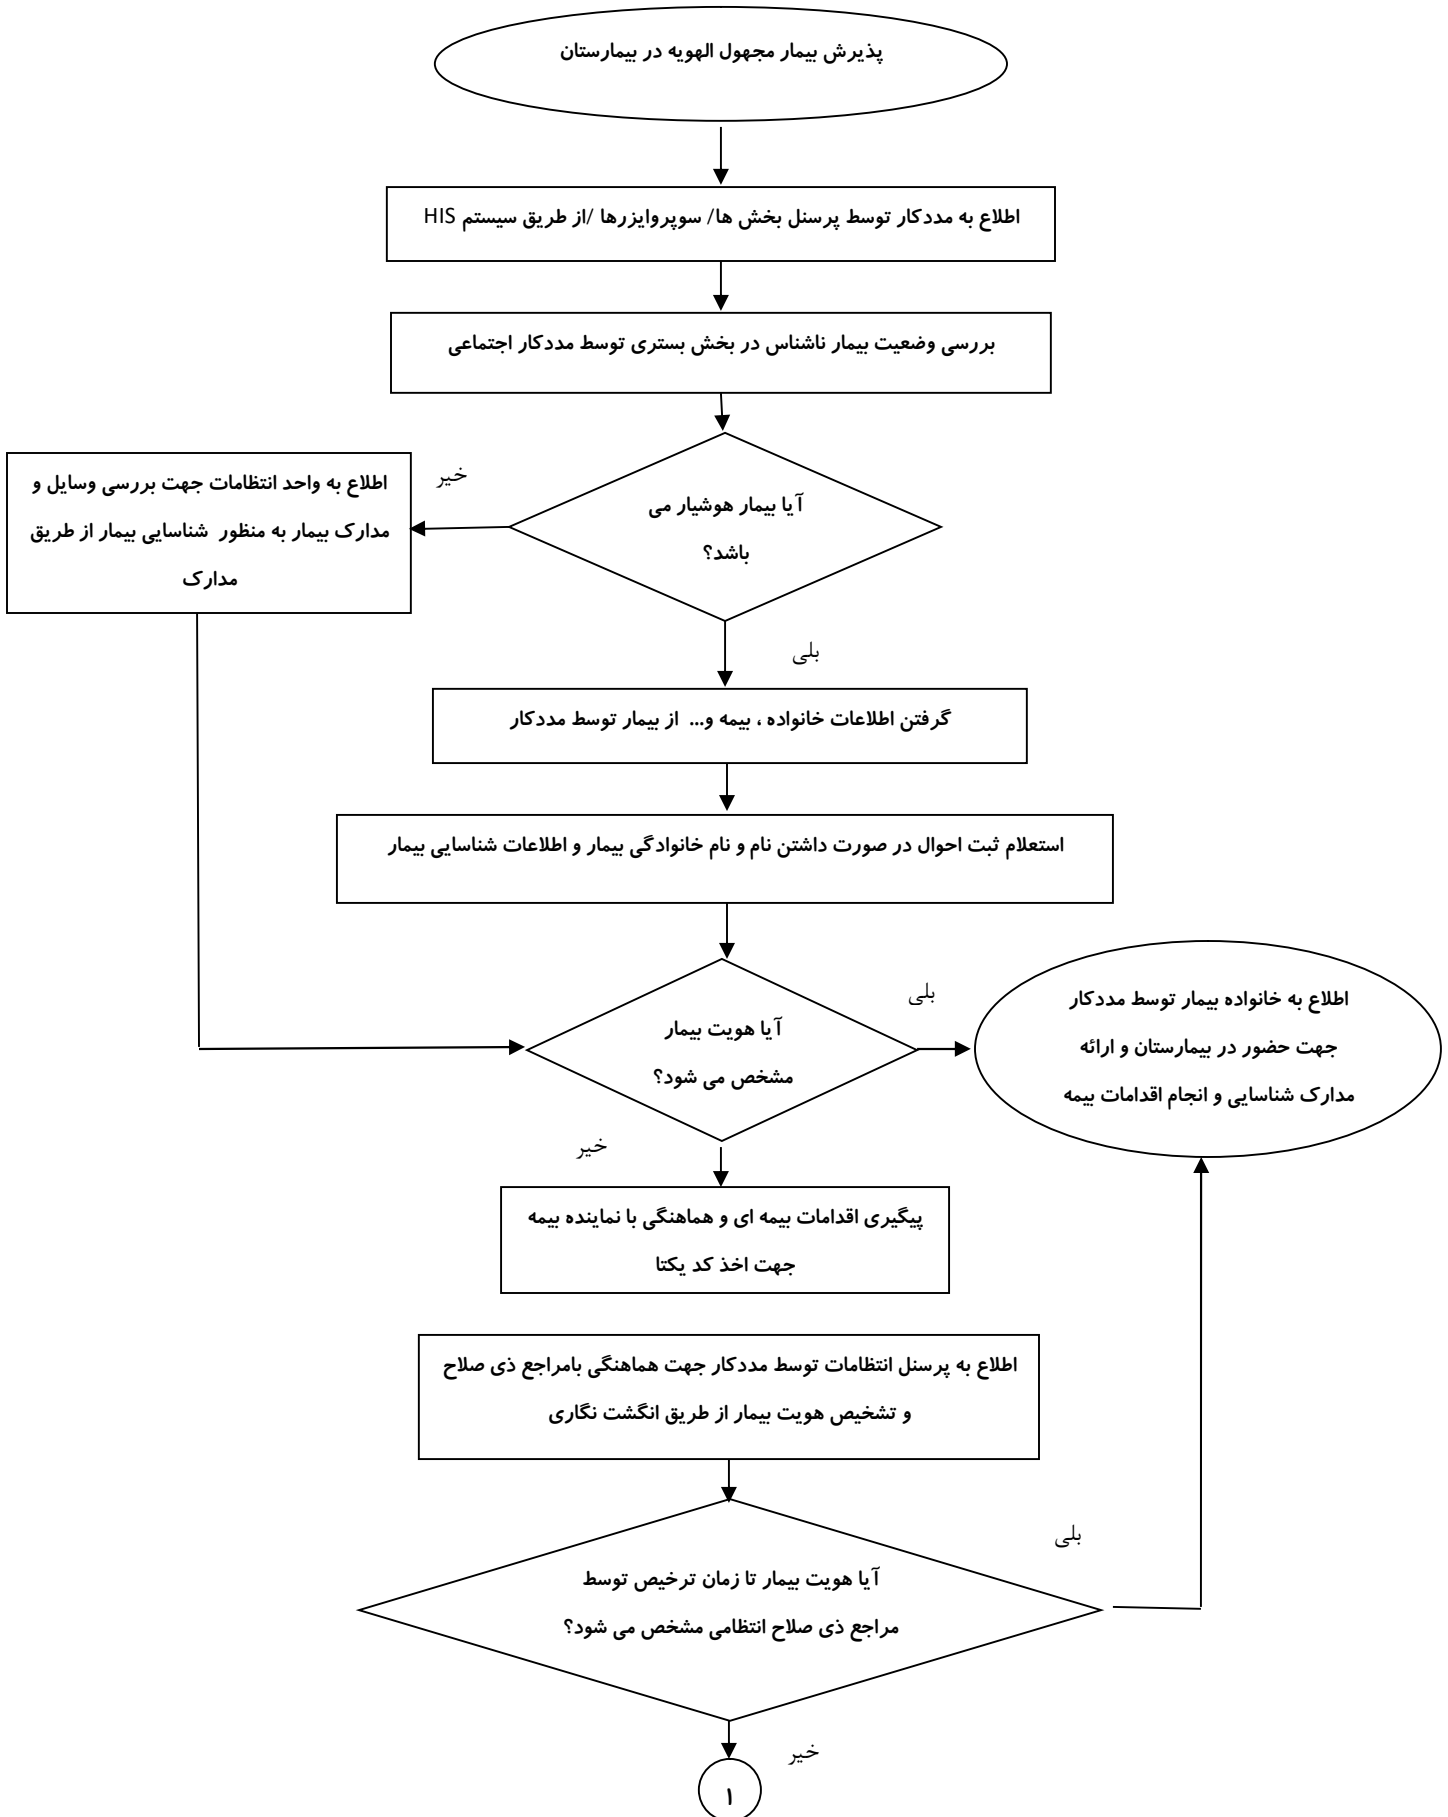 پذیرش بیمار مجهول الهویه در بیمارستان
اطلاع به مددکار توسط پرسنل بخش ها/ سوپروایزرها /از طریق سیستم HIS
بررسی وضعیت بیمار ناشناس در بخش بستری توسط مددکار اجتماعی
آیا بیمار هوشیار می
باشد؟
خیر
اطلاع به واحد انتظامات جهت بررسی وسایل و
مدارک بیمار به منظور شناسایی بیمار از طریق
مدارک
بلی
گرفتن اطلاعات خانواده ، بیمه و... از بیمار توسط مددکار
استعلام ثبت احوال در صورت داشتن نام و نام خانوادگی بیمار و اطلاعات شناسایی بیمار
آیا هویت بیمار
مشخص می شود؟
بلی
اطلاع به خانواده بیمار توسط مددکار
جهت حضور در بیمارستان و ارائه
مدارک شناسایی و انجام اقدامات بیمه
خیر
پیگیری اقدامات بیمه ای و هماهنگی با نماینده بیمه
جهت اخذ کد یکتا
اطلاع به پرسنل انتظامات توسط مددکار جهت هماهنگی بامراجع ذی صلاح
و تشخیص هویت بیمار از طریق انگشت نگاری
آیا هویت بیمار تا زمان ترخیص توسط
مراجع ذی صلاح انتظامی مشخص می شود؟
بلی
خیر
۱